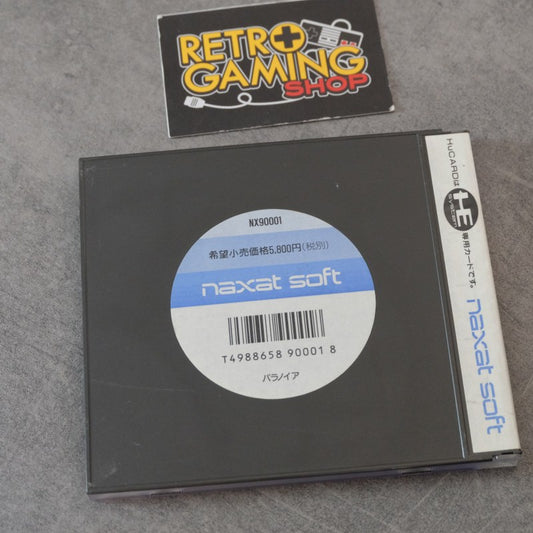 RETRO
GAMING
SHOP
NX90001
希望小売価格5,800円(税別)
naxat soft
T4988658 90001 8
パラノイア
HuCARDは
HE
SYSTEM
専用カードです。
naxat soft